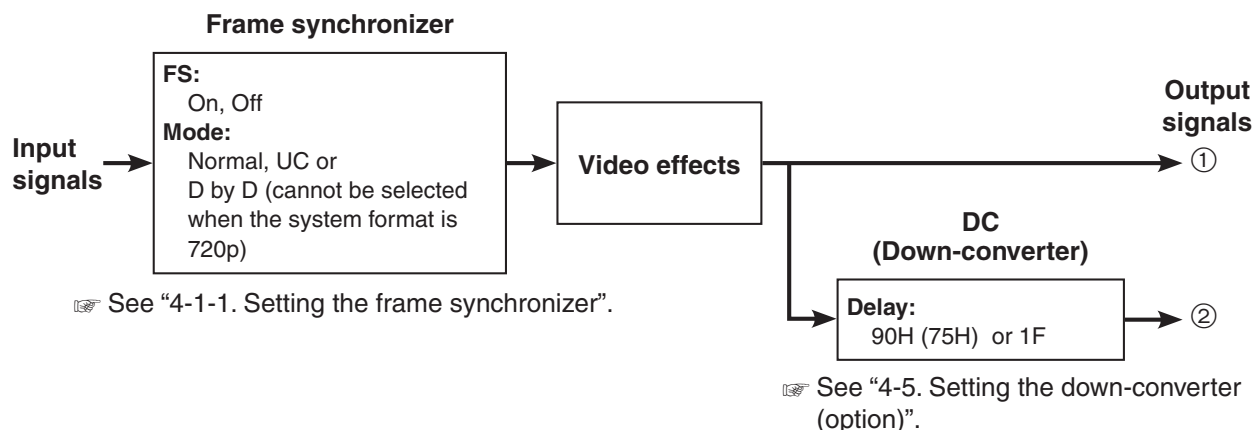 Frame synchronizer
Input
signals
FS:
On, Off
Mode:
Normal, UC or
D by D (cannot be selected
when the system format is
720p)
☞ See “4-1-1. Setting the frame synchronizer”.
Video effects
Output
signals
①
DC
(Down-converter)
Delay:
90H (75H) or 1F
②
☞ See “4-5. Setting the down-converter
(option)”.